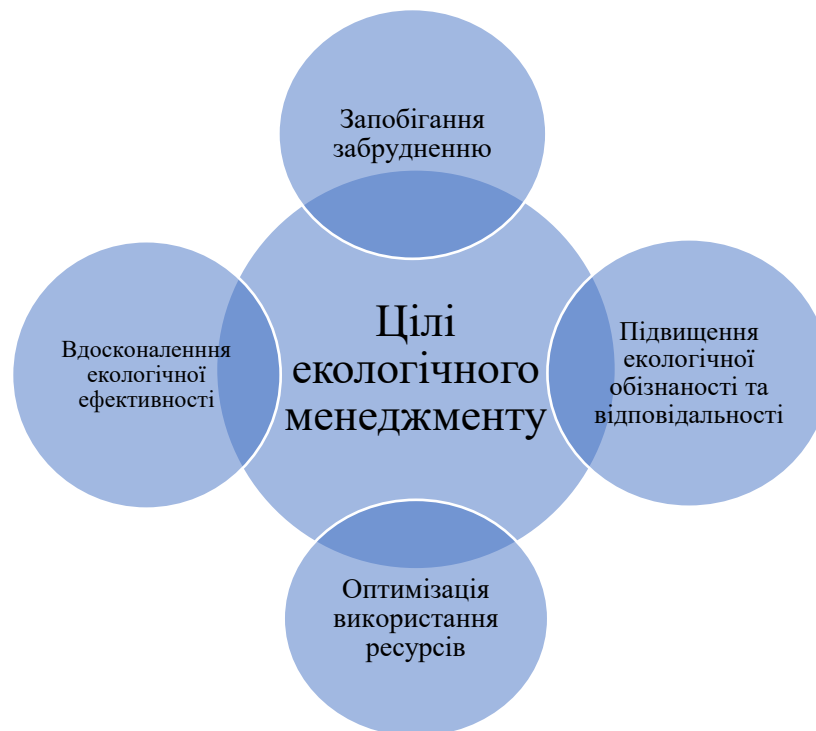 Запобігання
забрудненню
Цілі
екологічного
менеджменту
Вдосконаленння
екологічної
ефективності
Підвищення
екологічної
обізнаності та
відповідальності
Оптимізація
використання
ресурсів